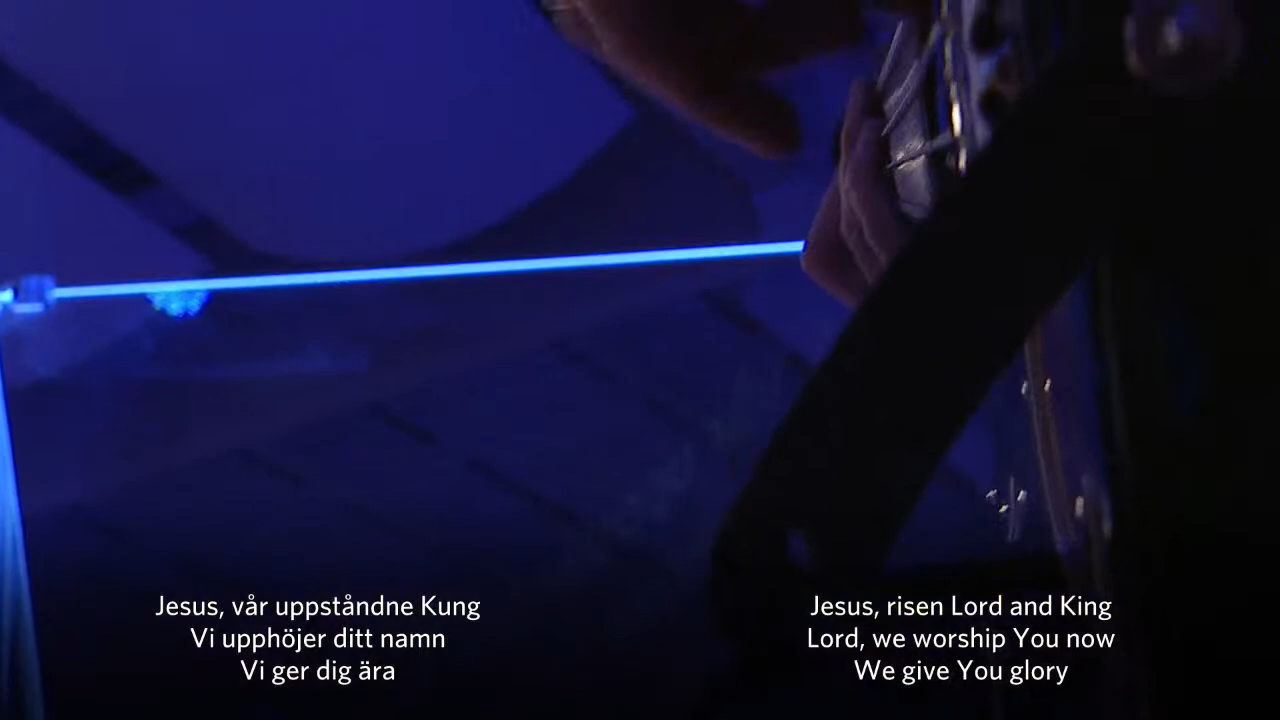 Jesus, vår uppståndne Kung
Vi upphöjer ditt namn
Vi ger dig ära
Jesus, risen Lord and King
Lord, we worship You now
We give You glory